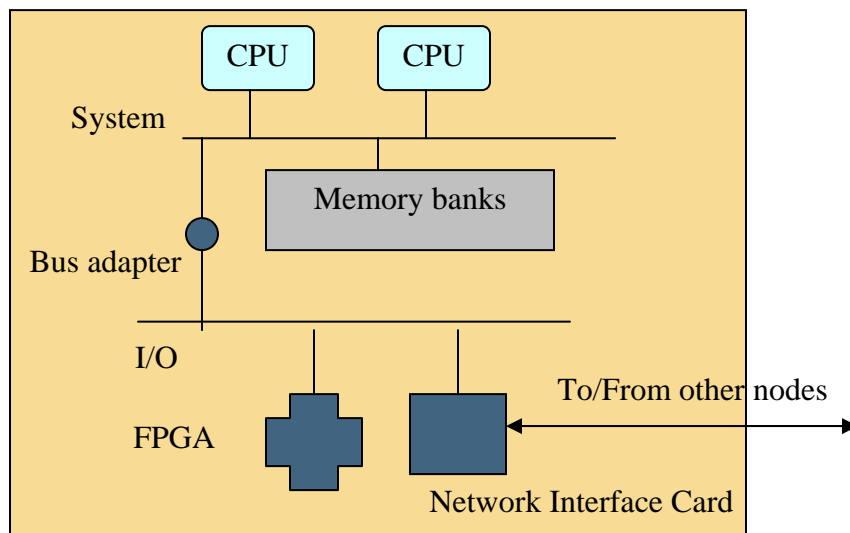 CPU
CPU
System
Memory banks
Bus adapter
I/O
To/From other nodes
FPGA
Network Interface Card